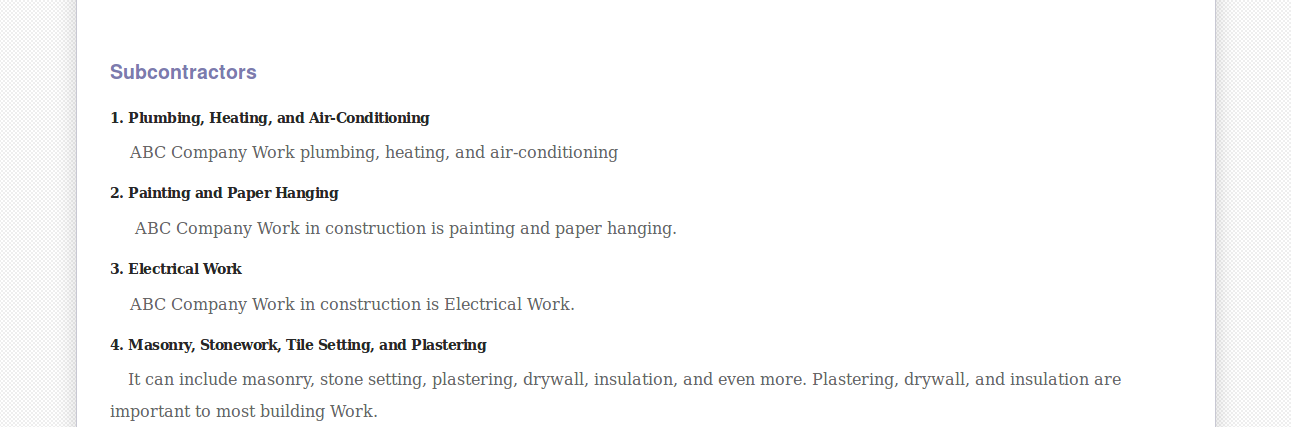 Subcontractors
1. Plumbing, Heating, and Air-Conditioning
ABC Company Work plumbing, heating, and air-conditioning
2. Painting and Paper Hanging
ABC Company Work in construction is painting and paper hanging.
3. Electrical Work
ABC Company Work in construction is Electrical Work.
4. Masonry, Stonework, Tile Setting, and Plastering
It can include masonry, stone setting, plastering, drywall, insulation, and even more. Plastering, drywall, and insulation are
important to most building Work.